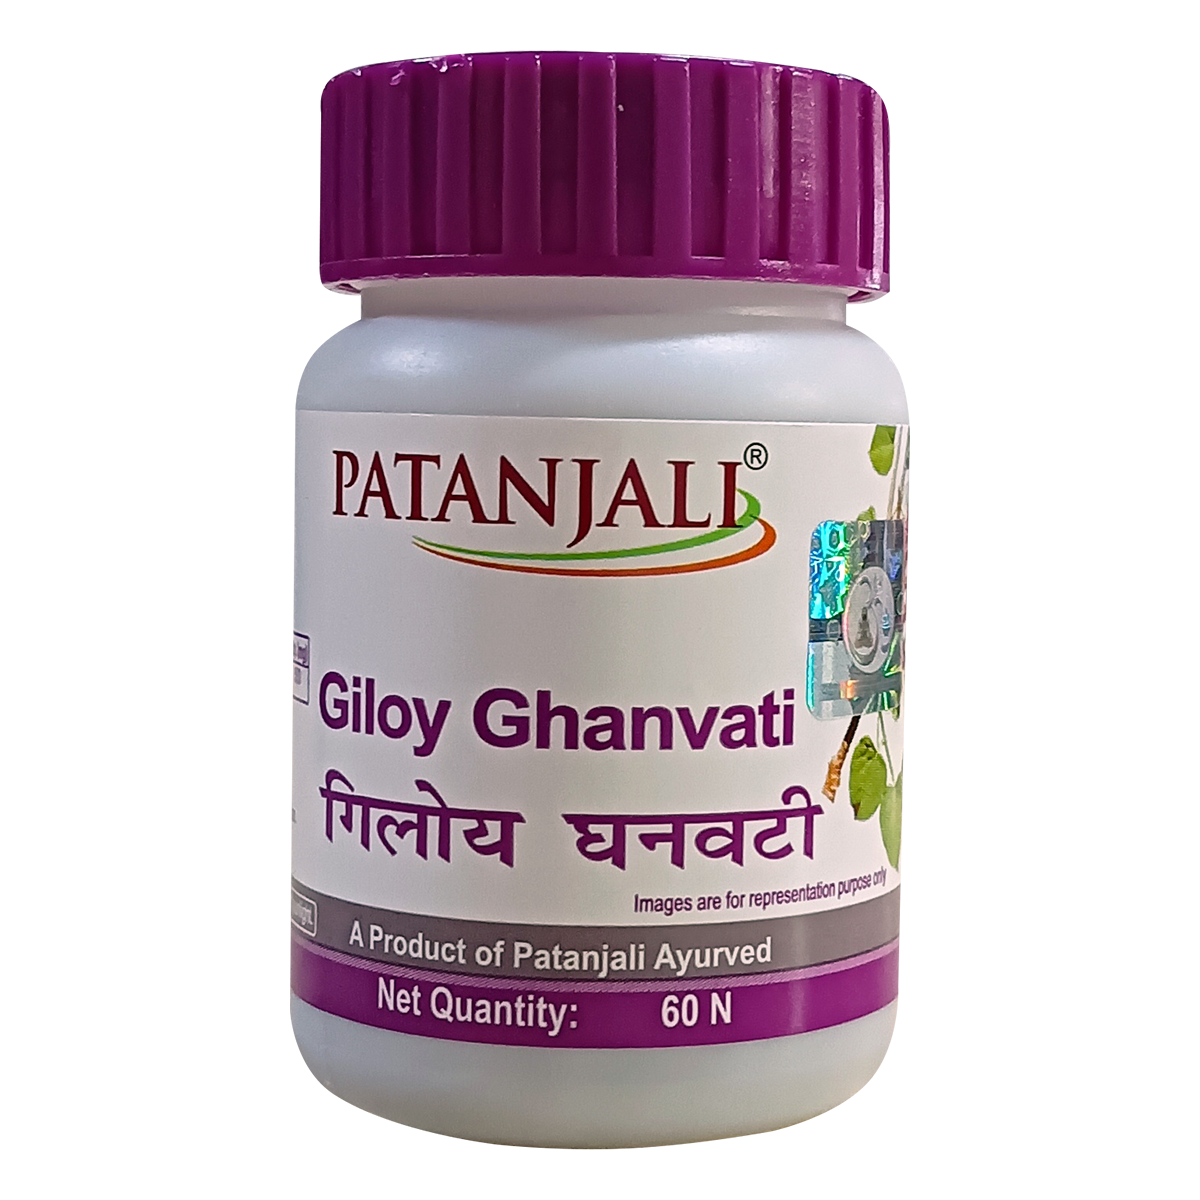 PATANJALI®
Giloy Ghanvati
गिलोय घनवटी
Images are for representation purpose only
A Product of Patanjali Ayurved
Net Quantity: 60 N